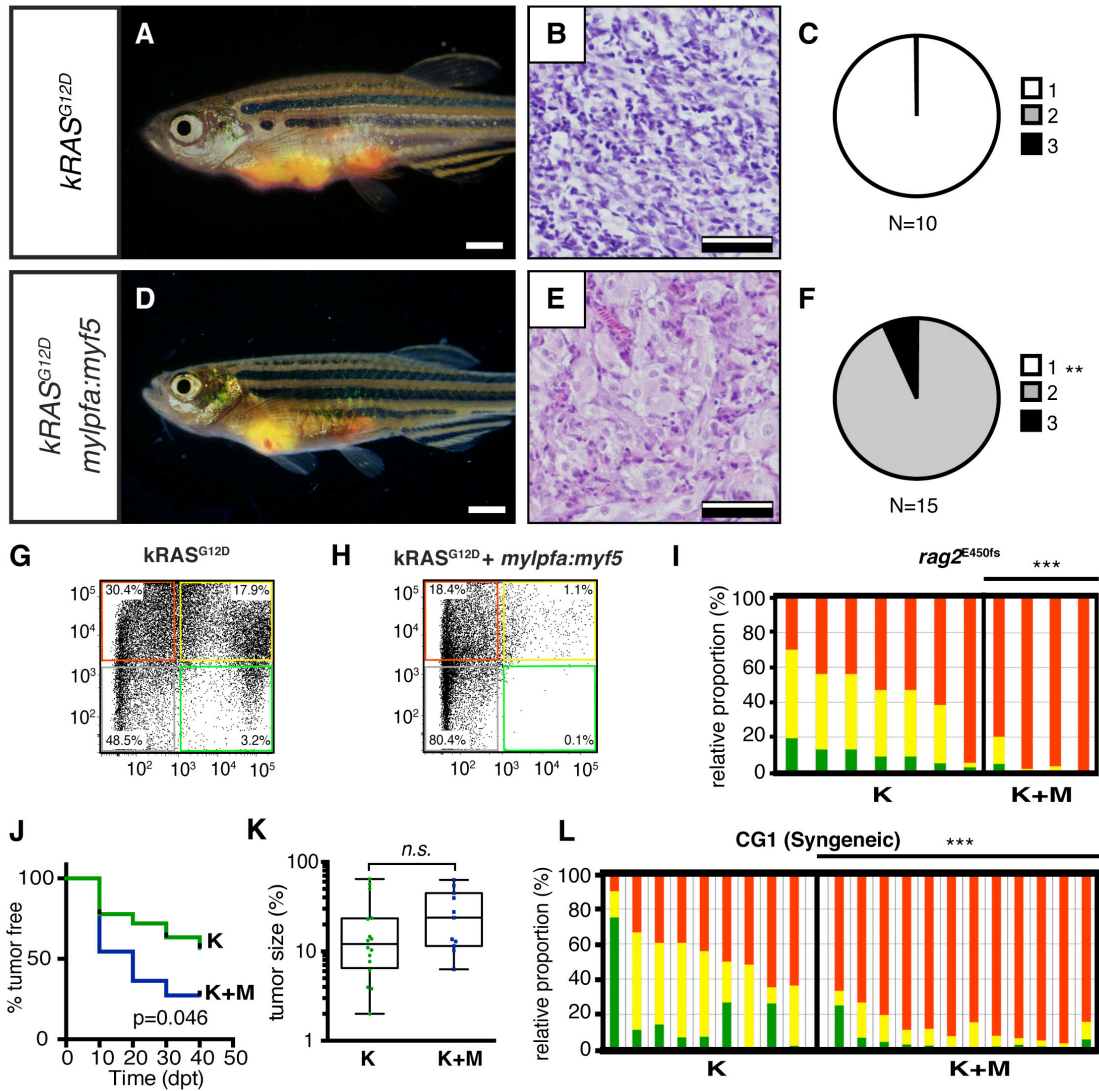 kRAS^G12D
A
B
C
1
2
3
N=10
kRAS^G12D
mylpfa:myf5
D
E
F
1 **
2
3
N=15
G
kRAS^G12D
30.4%
17.9%
48.5%
3.2%
10^5
10^4
10^3
10^2
10^2 10^3 10^4 10^5
H
kRAS^G12D + mylpfa:myf5
18.4%
1.1%
80.4%
0.1%
10^5
10^4
10^3
10^2
10^2 10^3 10^4 10^5
I
rag2^E450fs
***
relative proportion (%)
100
80
60
40
20
0
K
K+M
J
% tumor free
100
50
0
K
K+M
p=0.046
0 10 20 30 40 50
Time (dpt)
K
tumor size (%)
100
10
1
n.s.
K
K+M
L
CG1 (Syngeneic)
***
relative proportion (%)
100
80
60
40
20
0
K
K+M